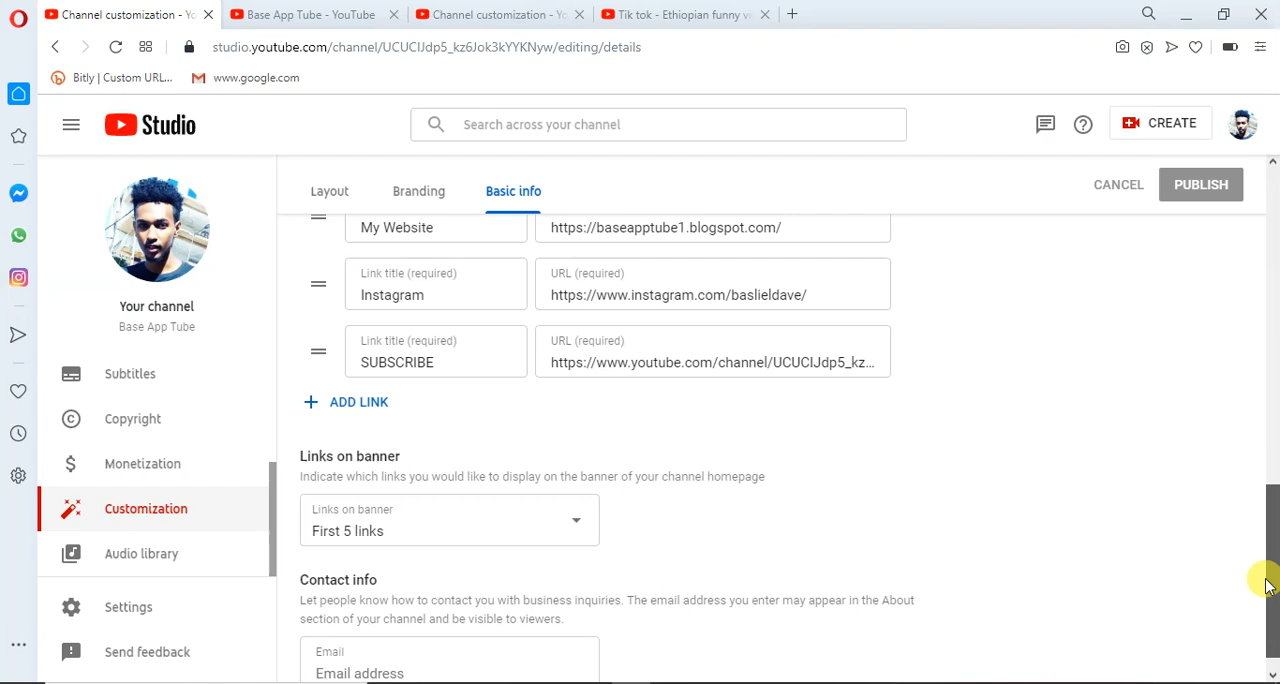 Channel customization - Yo
Base App Tube - YouTube
Channel customization - Yo
Tik tok - Ethiopian funny vi
studio.youtube.com/channel/UCUCIJdp5_kz6Jok3kYYKNyw/editing/details
Bitly | Custom URL...
www.google.com
Studio
Search across your channel
CREATE
Layout
Branding
Basic info
CANCEL
PUBLISH
Your channel
Base App Tube
Subtitles
Copyright
Monetization
Customization
Audio library
Settings
Send feedback
My Website
https://baseapptube1.blogspot.com/
Link title (required)
Instagram
URL (required)
https://www.instagram.com/baslieldave/
Link title (required)
SUBSCRIBE
URL (required)
https://www.youtube.com/channel/UCUCIJdp5_kz...
ADD LINK
Links on banner
Indicate which links you would like to display on the banner of your channel homepage
Links on banner
First 5 links
Contact info
Let people know how to contact you with business inquiries. The email address you enter may appear in the About
section of your channel and be visible to viewers.
Email
Email address